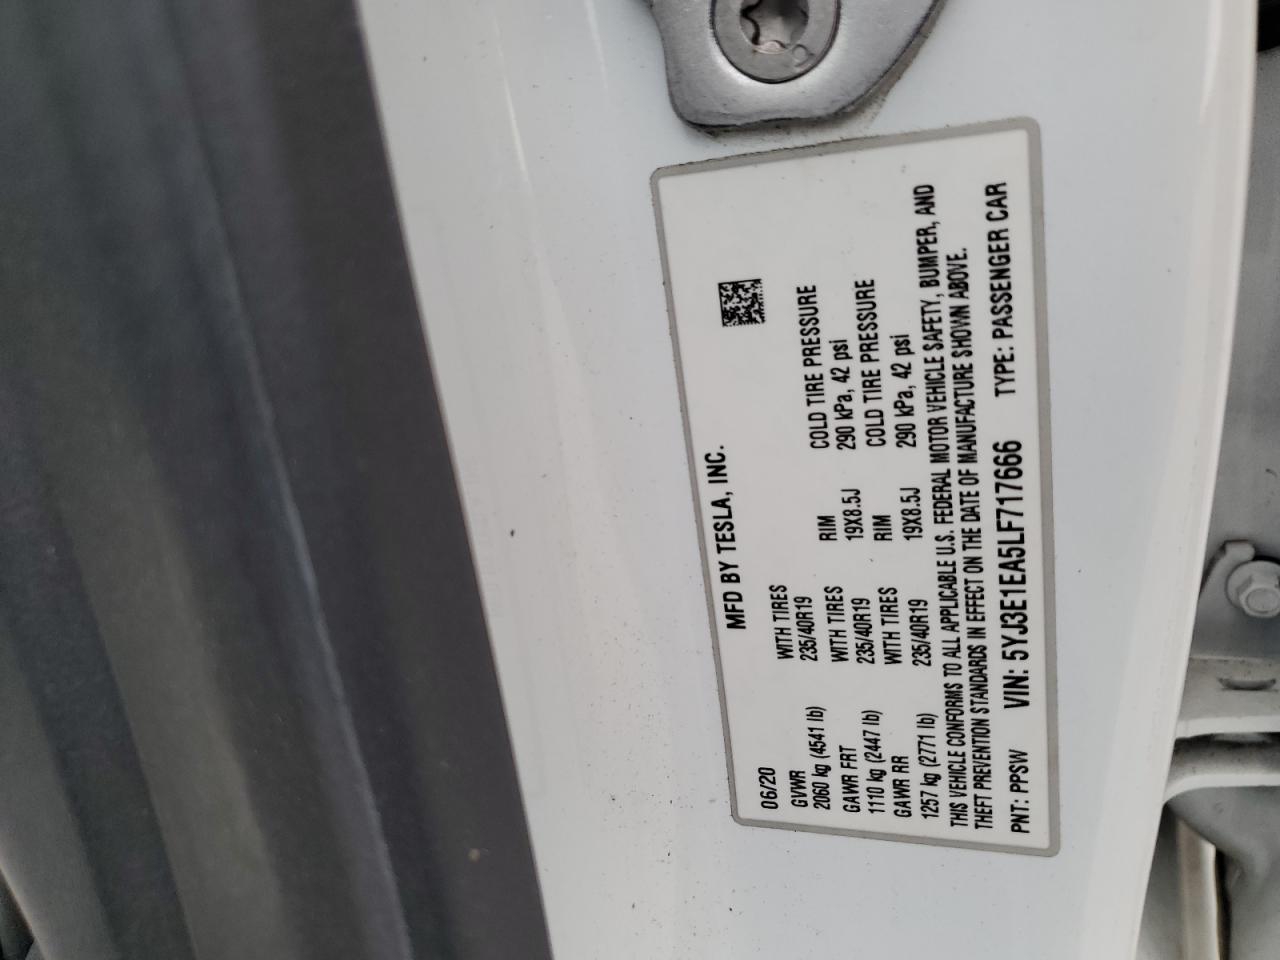 MFD BY TESLA, INC.
06/20
GVWR WITH TIRES RIM COLD TIRE PRESSURE
2060 kg (4541 lb) 235/40R19
GAWR FRT WITH TIRES RIM COLD TIRE PRESSURE
1110 kg (2447 lb) 235/40R19 19X8.5J 290 kPa, 42 psi
GAWR RR WITH TIRES RIM COLD TIRE PRESSURE
1257 kg (2771 lb) 235/40R19 19X8.5J 290 kPa, 42 psi
THIS VEHICLE CONFORMS TO ALL APPLICABLE U.S. FEDERAL MOTOR VEHICLE SAFETY, BUMPER, AND
THEFT PREVENTION STANDARDS IN EFFECT ON THE DATE OF MANUFACTURE SHOWN ABOVE.
PNT: PPSW VIN: 5YJ3E1EA5LF717666 TYPE: PASSENGER CAR